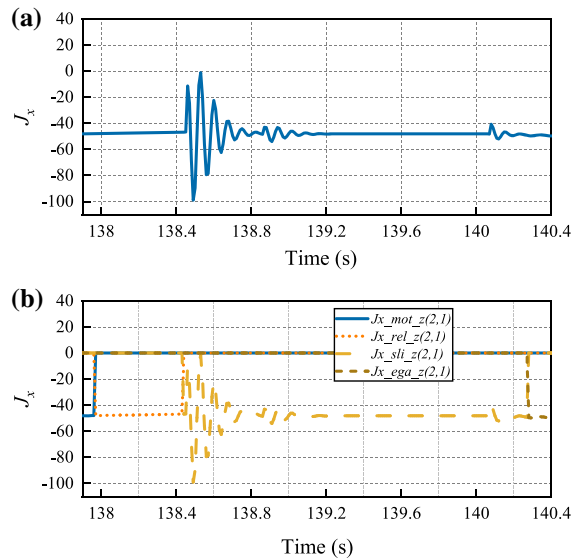 (a)
40
20
0
-20
-40
-60
-80
-100
J_x
138 138.4 138.8 139.2 139.6 140 140.4
Time (s)
(b)
40
20
0
-20
-40
-60
-80
-100
J_x
Jx_mot_z(2,1)
Jx_rel_z(2,1)
Jx_sli_z(2,1)
Jx_ega_z(2,1)
138 138.4 138.8 139.2 139.6 140 140.4
Time (s)